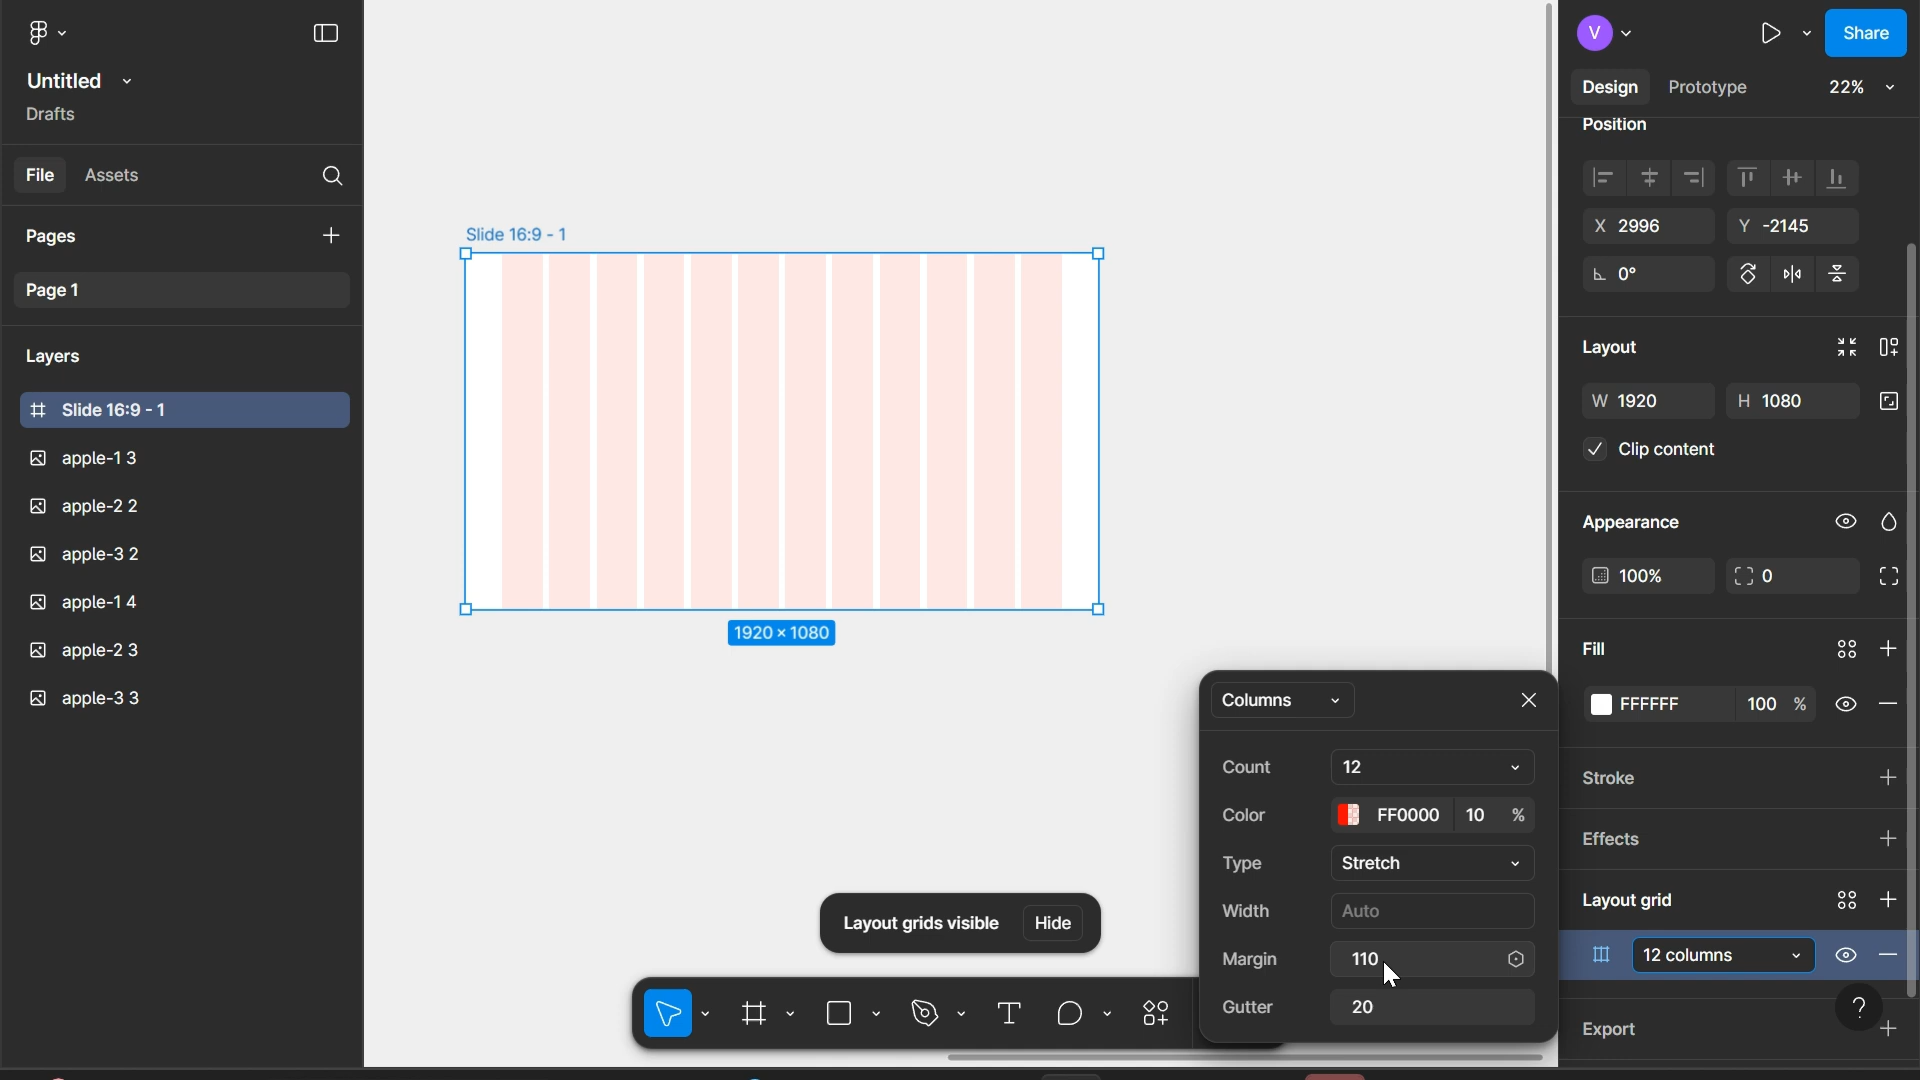 Untitled
Drafts
File
Assets
Pages
Page 1
Layers
Slide 16:9 - 1
apple-1 3
apple-2 2
apple-3 2
apple-1 4
apple-2 3
apple-3 3
Slide 16:9 - 1
1920 × 1080
Layout grids visible
Hide
Columns
Count
12
Color
FF0000
10 %
Type
Stretch
Width
Auto
Margin
110
Gutter
20
V
Share
Design
Prototype
22%
Position
X 2996
Y -2145
0°
Layout
W 1920
H 1080
Clip content
Appearance
100%
0
Fill
FFFFFF
100 %
Stroke
Effects
Layout grid
12 columns
?
Export